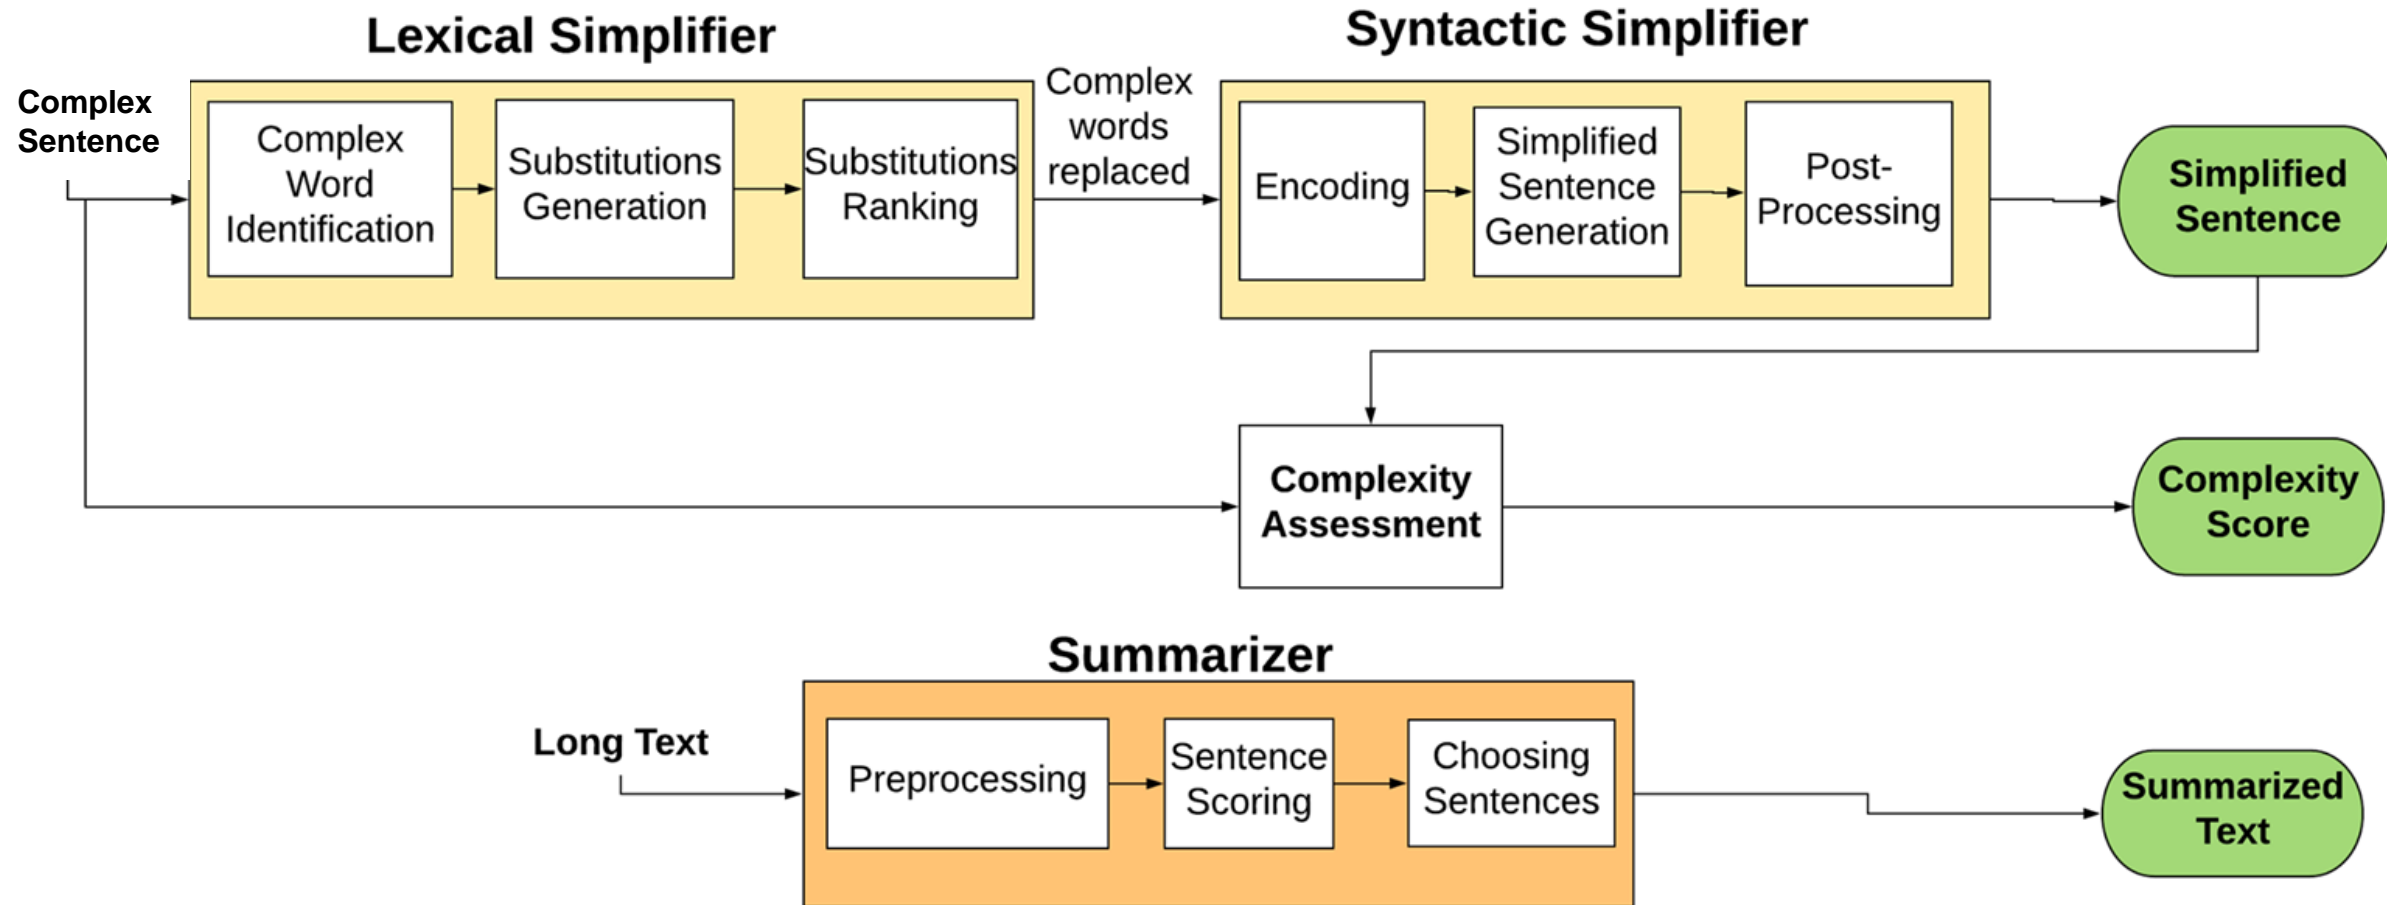 Lexical Simplifier
Syntactic Simplifier
Complex
Sentence
Complex
Word
Identification
Substitutions
Generation
Substitutions
Ranking
Complex
words
replaced
Encoding
Simplified
Sentence
Generation
Post-
Processing
Simplified
Sentence
Complexity
Assessment
Complexity
Score
Summarizer
Long Text
Preprocessing
Sentence
Scoring
Choosing
Sentences
Summarized
Text